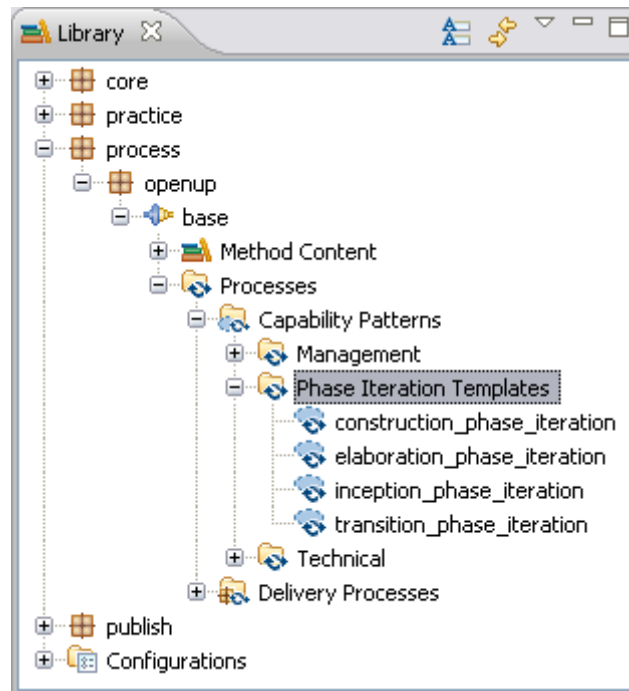 Library
core
practice
process
openup
base
Method Content
Processes
Capability Patterns
Management
Phase Iteration Templates
construction_phase_iteration
elaboration_phase_iteration
inception_phase_iteration
transition_phase_iteration
Technical
Delivery Processes
publish
Configurations